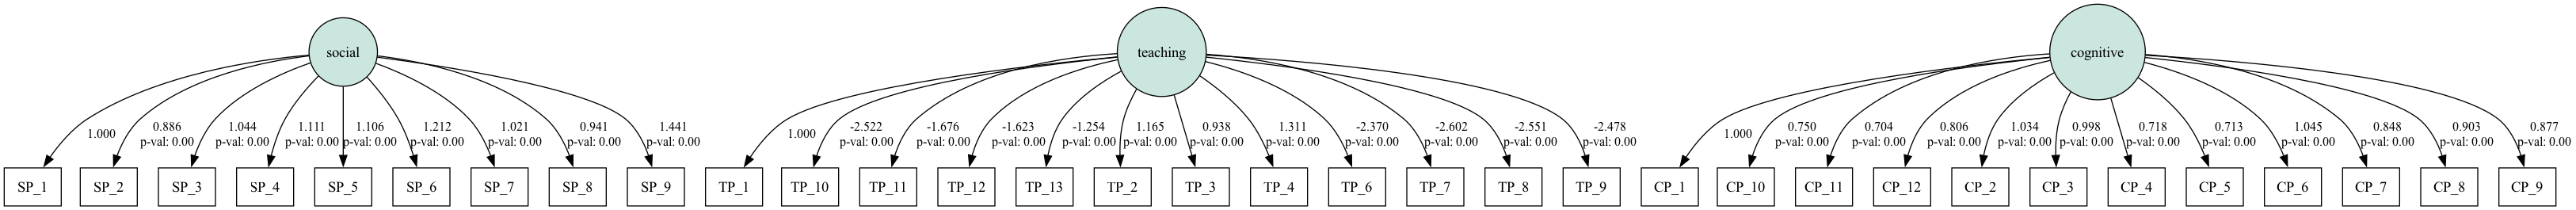 social
teaching
cognitive
1.000
0.886
p-val: 0.00
1.044
p-val: 0.00
1.111
p-val: 0.00
1.106
p-val: 0.00
1.212
p-val: 0.00
1.021
p-val: 0.00
0.941
p-val: 0.00
1.441
p-val: 0.00
1.000
-2.522
p-val: 0.00
-1.676
p-val: 0.00
-1.623
p-val: 0.00
-1.254
p-val: 0.00
1.165
p-val: 0.00
0.938
p-val: 0.00
1.311
p-val: 0.00
-2.370
p-val: 0.00
-2.602
p-val: 0.00
-2.551
p-val: 0.00
-2.478
p-val: 0.00
1.000
0.750
p-val: 0.00
0.704
p-val: 0.00
0.806
p-val: 0.00
1.034
p-val: 0.00
0.998
p-val: 0.00
0.718
p-val: 0.00
0.713
p-val: 0.00
1.045
p-val: 0.00
0.848
p-val: 0.00
0.903
p-val: 0.00
0.877
p-val: 0.00
SP_1
SP_2
SP_3
SP_4
SP_5
SP_6
SP_7
SP_8
SP_9
TP_1
TP_10
TP_11
TP_12
TP_13
TP_2
TP_3
TP_4
TP_6
TP_7
TP_8
TP_9
CP_1
CP_10
CP_11
CP_12
CP_2
CP_3
CP_4
CP_5
CP_6
CP_7
CP_8
CP_9